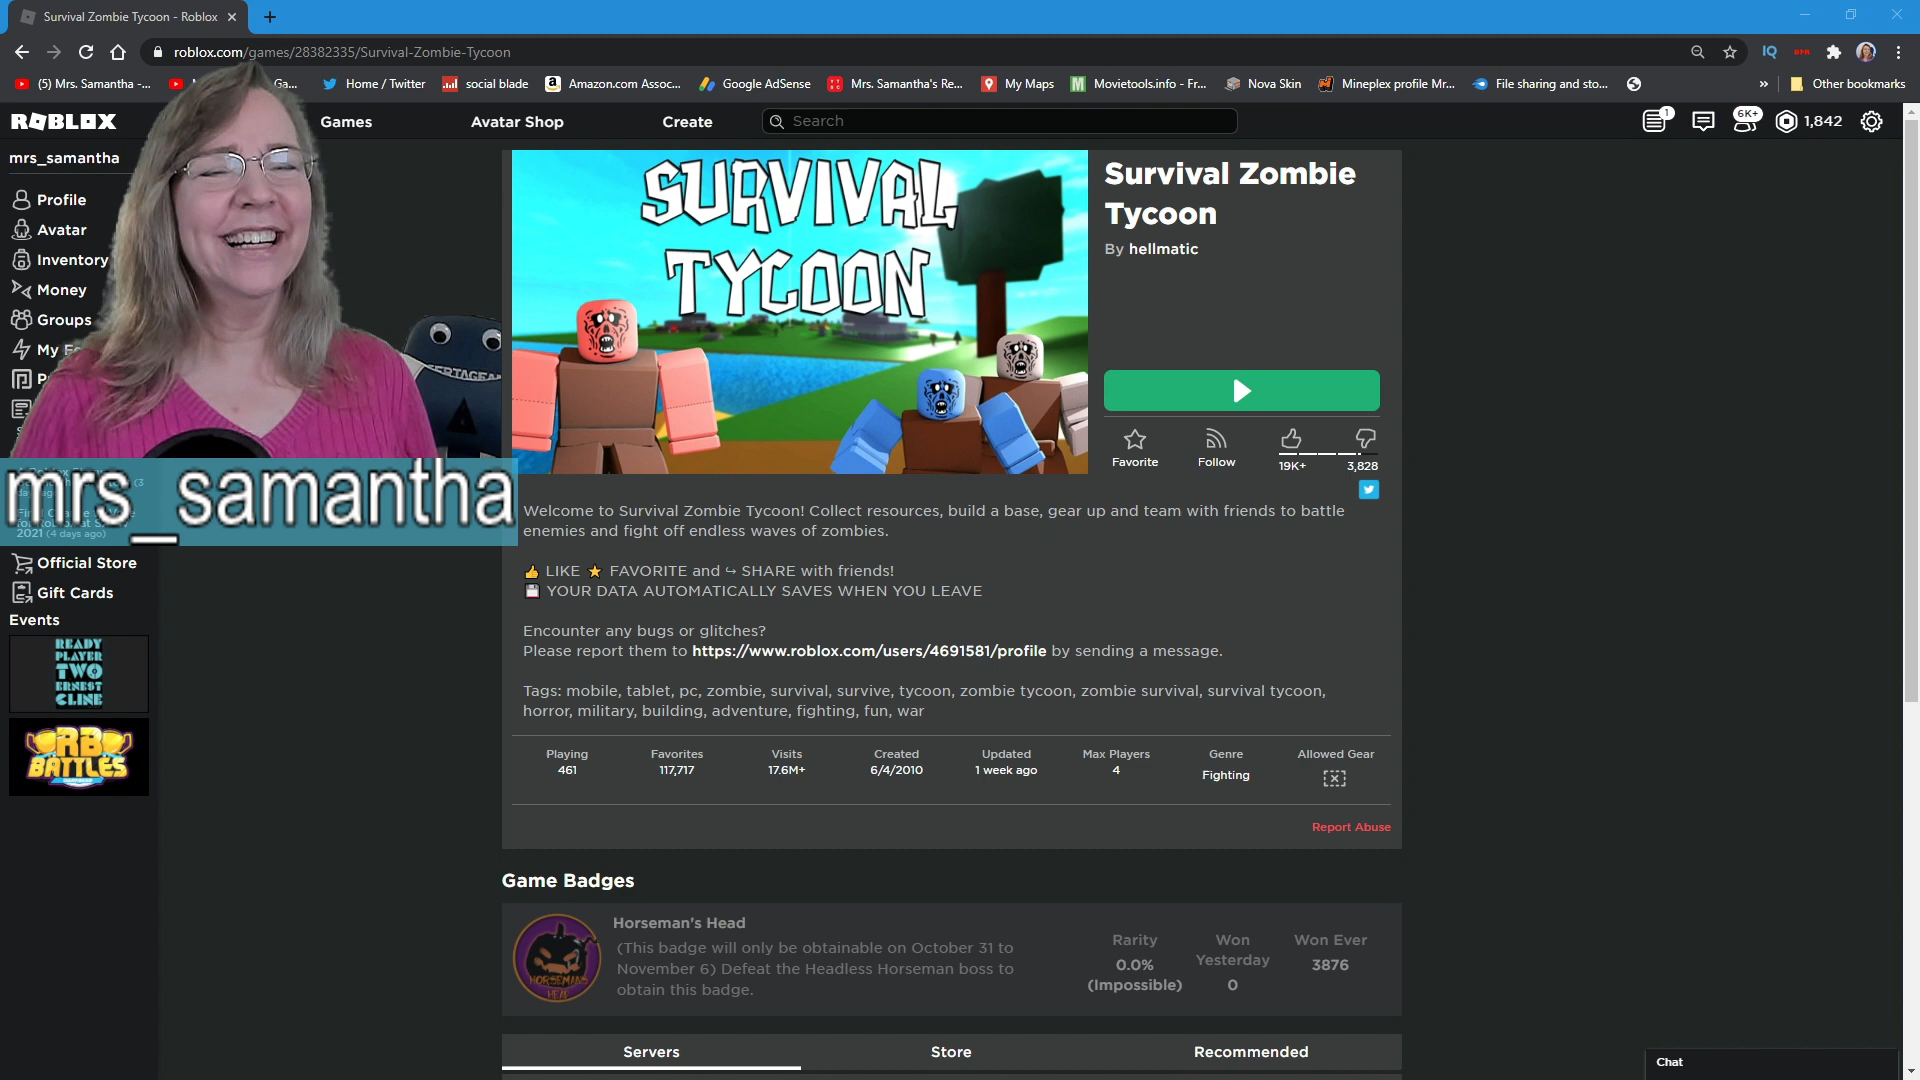 Survival Zombie Tycoon - Roblox
roblox.com/games/28382335/Survival-Zombie-Tycoon
(5) Mrs. Samantha -...
Ga...
Home / Twitter
social blade
Amazon.com Assoc...
Google AdSense
Mrs. Samantha's Re...
My Maps
Movietools.info - Fr...
Nova Skin
Mineplex profile Mr...
File sharing and sto...
»
Other bookmarks
ROBLOX
Games
Avatar Shop
Create
Search
1
6K+
1,842
mrs_samantha
Profile
Avatar
Inventory
Money
Groups
My Fe
mrs_samantha
2021 (4 days ago)
Official Store
Gift Cards
Events
READY
PLAYER
TWO
ERNEST
CLINE
RB
BATTLES
SURVIVAL
TYCOON
Survival Zombie
Tycoon
By hellmatic
Favorite
Follow
19K+
3,828
Welcome to Survival Zombie Tycoon! Collect resources, build a base, gear up and team with friends to battle
enemies and fight off endless waves of zombies.
👍 LIKE ⭐ FAVORITE and ↪ SHARE with friends!
💾 YOUR DATA AUTOMATICALLY SAVES WHEN YOU LEAVE
Encounter any bugs or glitches?
Please report them to https://www.roblox.com/users/4691581/profile by sending a message.
Tags: mobile, tablet, pc, zombie, survival, survive, tycoon, zombie tycoon, zombie survival, survival tycoon,
horror, military, building, adventure, fighting, fun, war
Playing
461
Favorites
117,717
Visits
17.6M+
Created
6/4/2010
Updated
1 week ago
Max Players
4
Genre
Fighting
Allowed Gear
Report Abuse
Game Badges
HORSEMANS
HEAD
Horseman's Head
(This badge will only be obtainable on October 31 to
November 6) Defeat the Headless Horseman boss to
obtain this badge.
Rarity
0.0%
(Impossible)
Won
Yesterday
0
Won Ever
3876
Servers
Store
Recommended
Chat